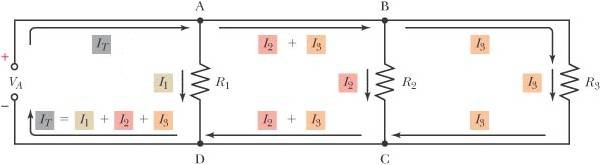 A B
I_T I_2 + I_3 I_3
+
V_A I_1 R_1 I_2 R_2 I_3 R_3
−
I_T = I_1 + I_2 + I_3 I_2 + I_3 I_3
D C